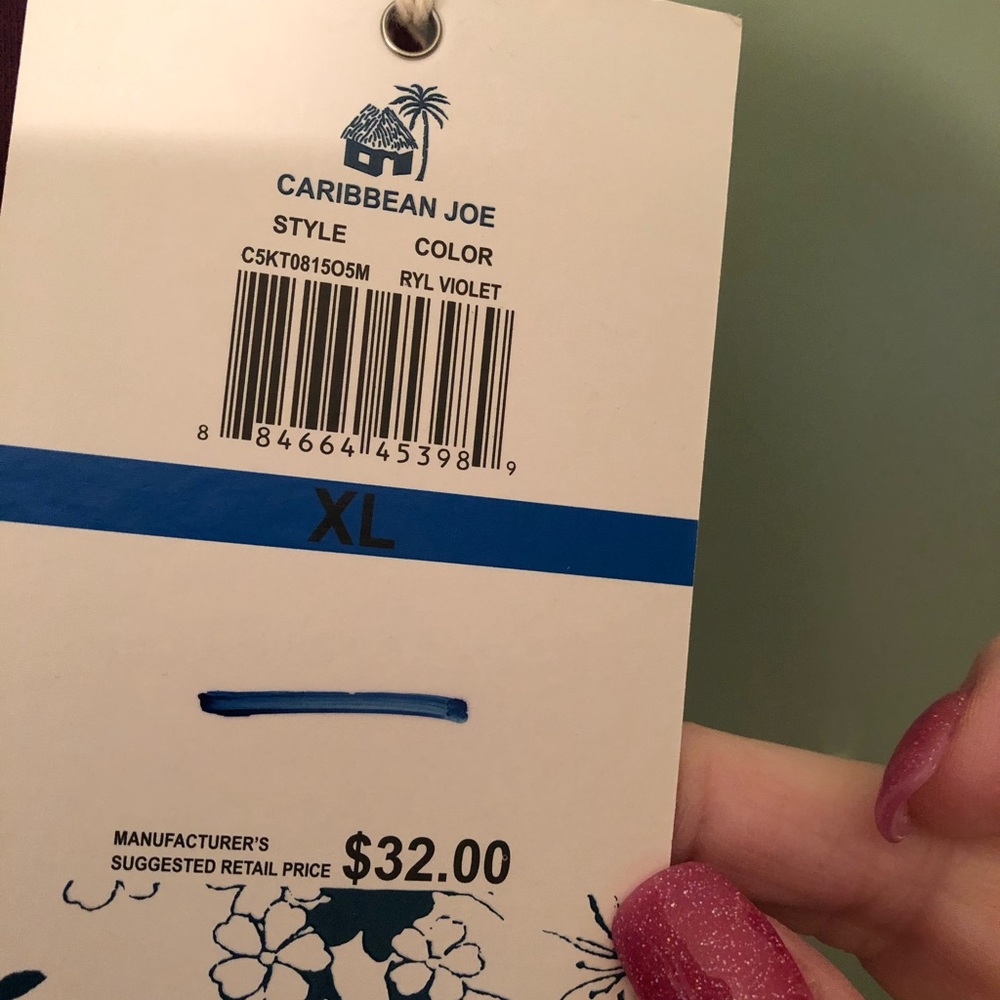 CARIBBEAN JOE
STYLE COLOR
C5KT0815O5M RYL VIOLET
8 84664 45398 9
XL
MANUFACTURER'S
SUGGESTED RETAIL PRICE $32.00